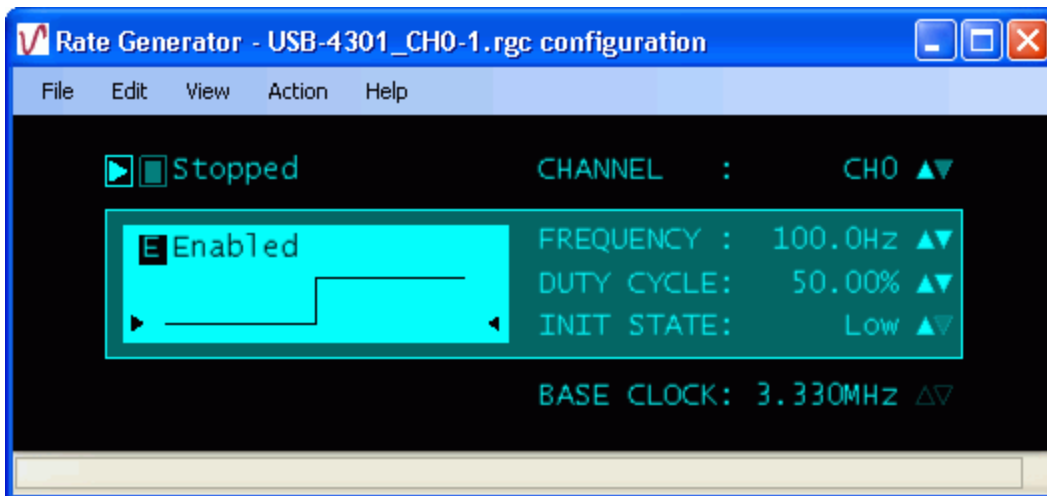 Rate Generator - USB-4301_CH0-1.rgc configuration
File Edit View Action Help
Stopped CHANNEL : CH0
E Enabled FREQUENCY : 100.0Hz
DUTY CYCLE: 50.00%
INIT STATE: Low
BASE CLOCK: 3.330MHz